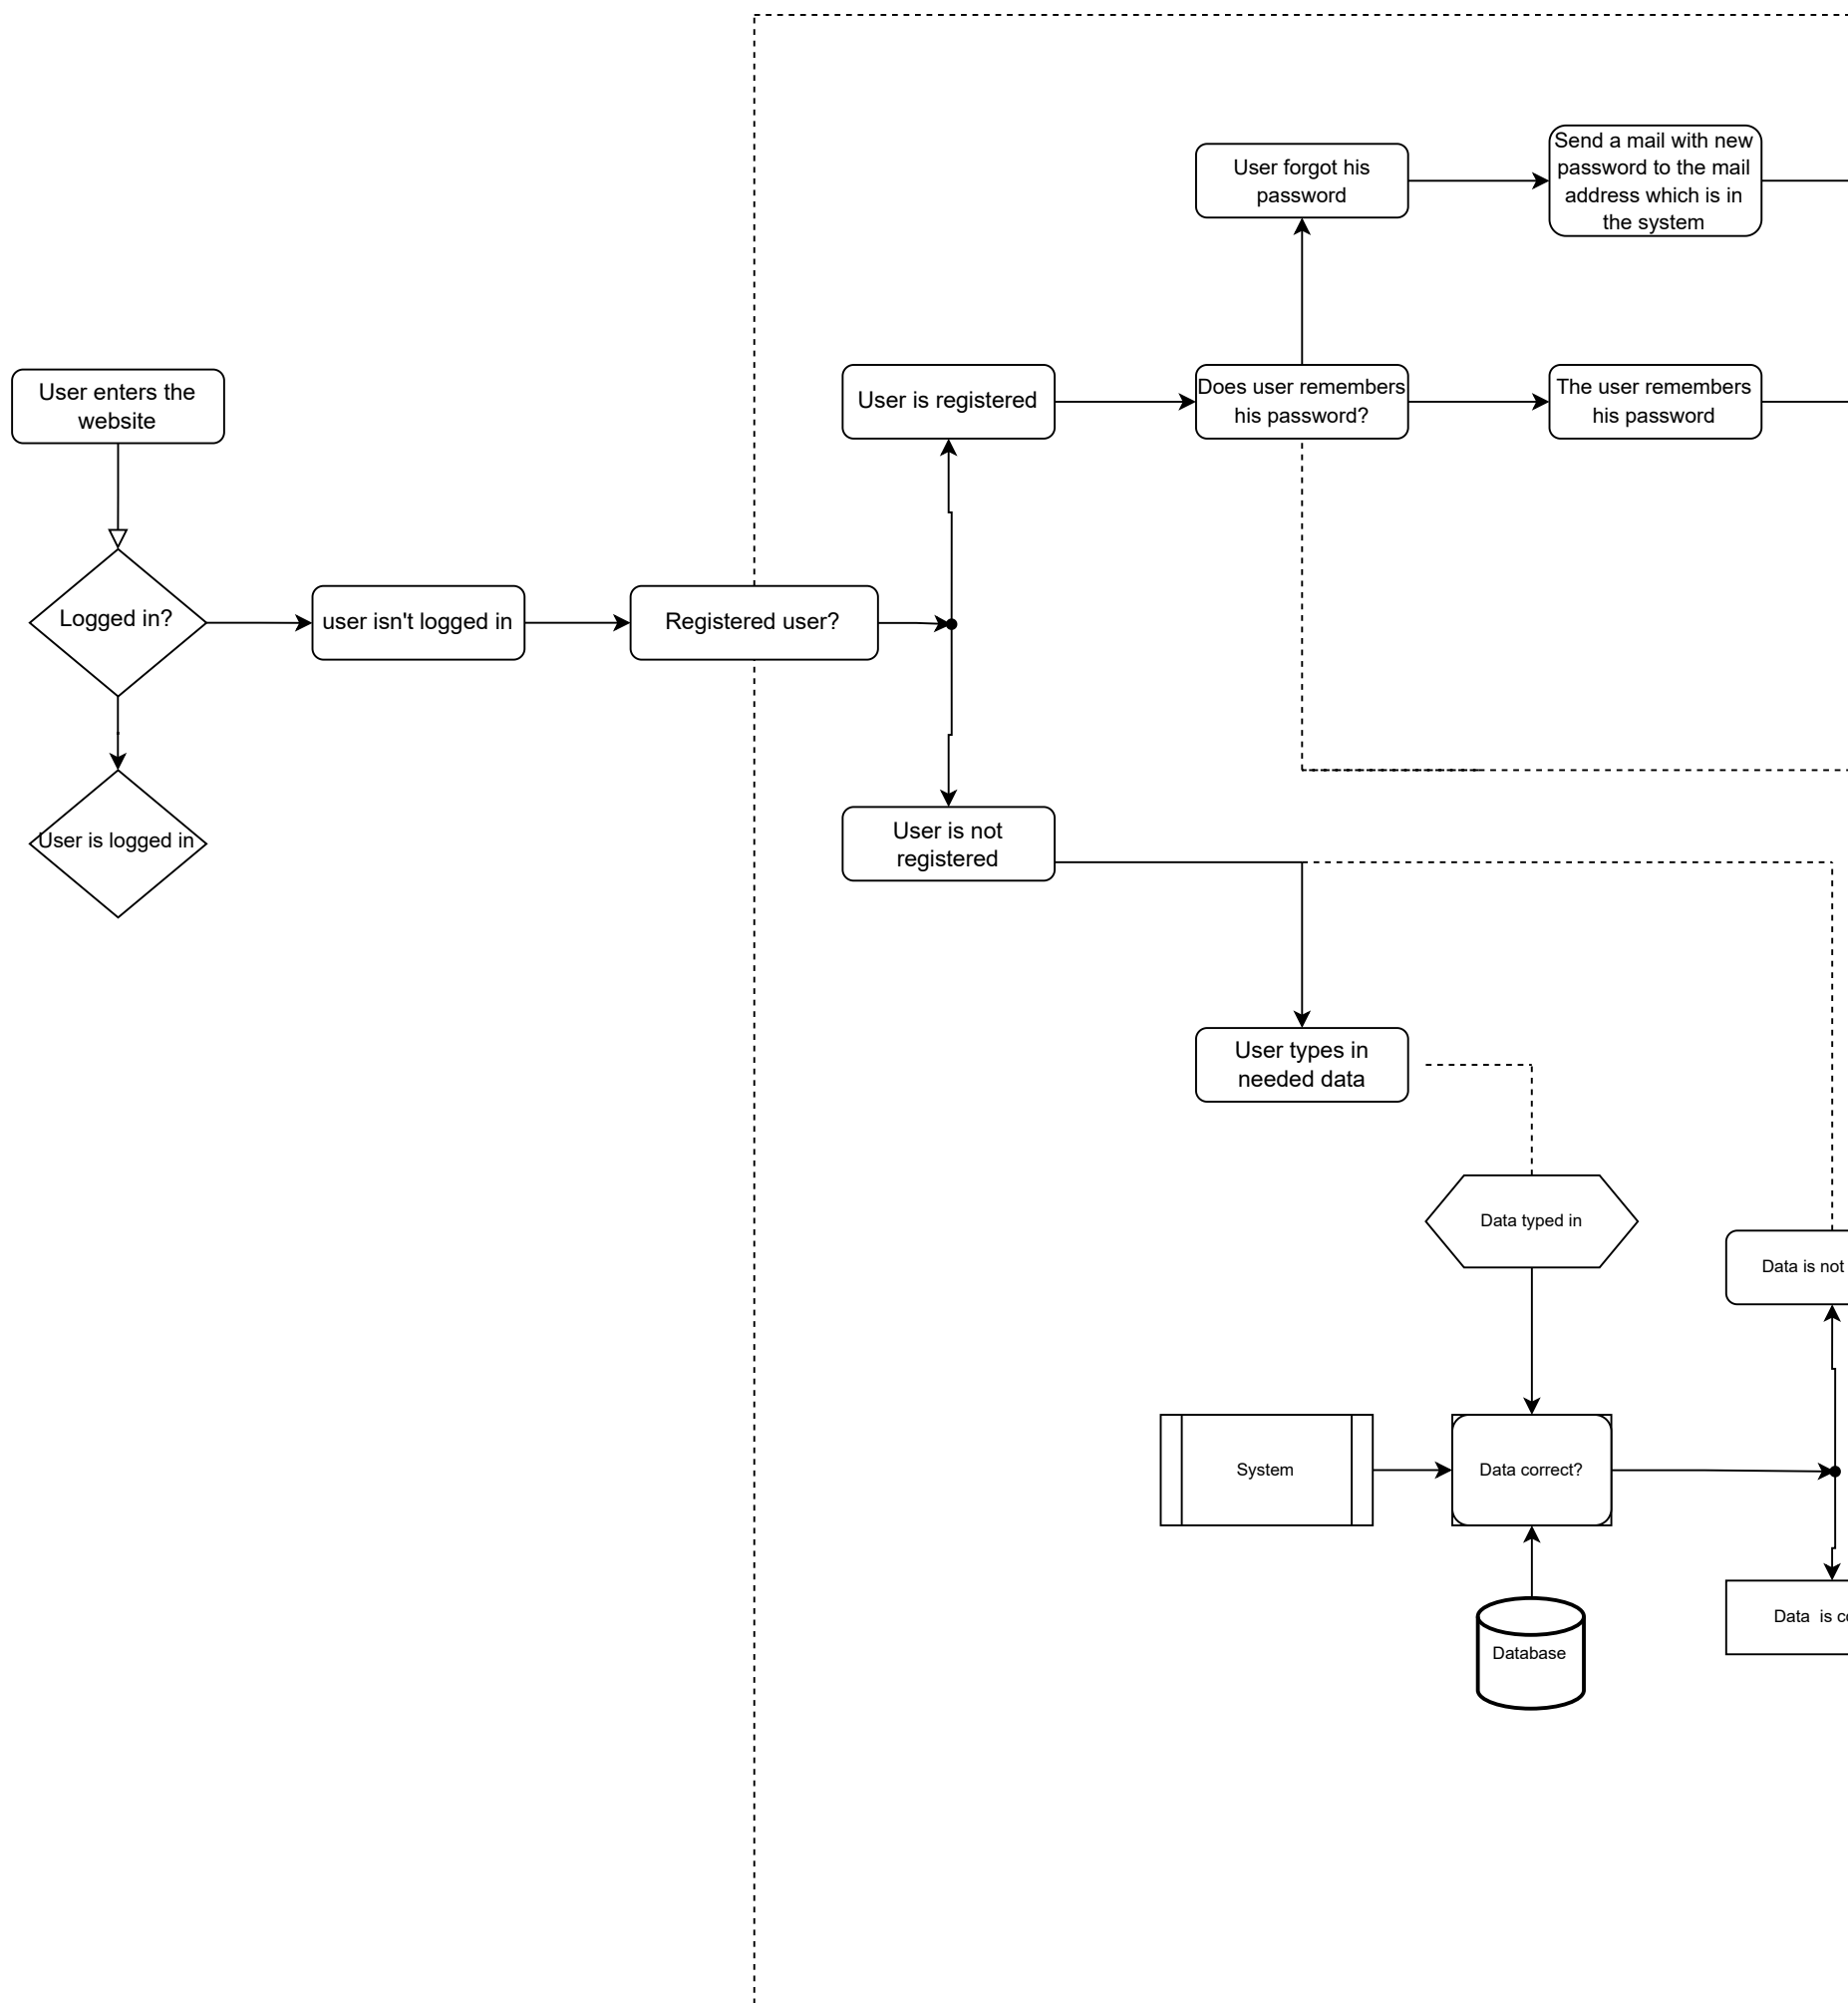 Send a mail with new
password to the mail
address which is in
the system
User forgot his
password
User enters the
website
User is registered
Does user remembers
his password?
The user remembers
his password
Logged in?
user isn't logged in
Registered user?
User is logged in
User is not
registered
User types in
needed data
Data typed in
Data is not
System
Data correct?
Data is
Database